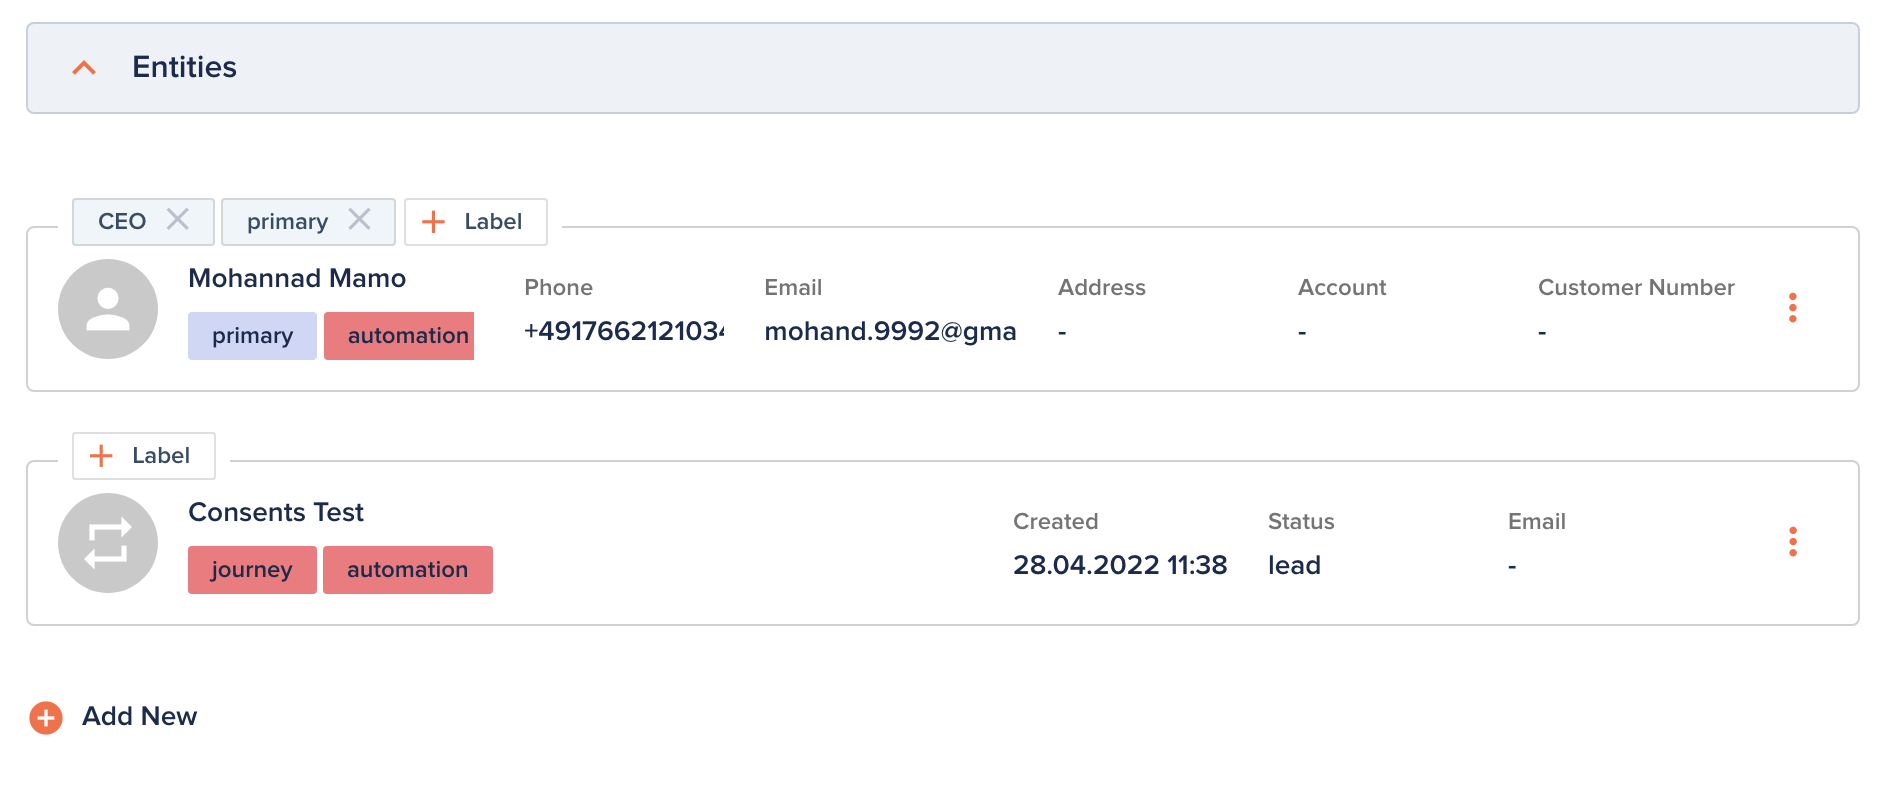 Entities
CEO primary Label
Mohannad Mamo
primary automation
Phone Email Address Account Customer Number
+491766212103 mohand.9992@gma - - -
Label
Consents Test
journey automation
Created Status Email
28.04.2022 11:38 lead -
Add New